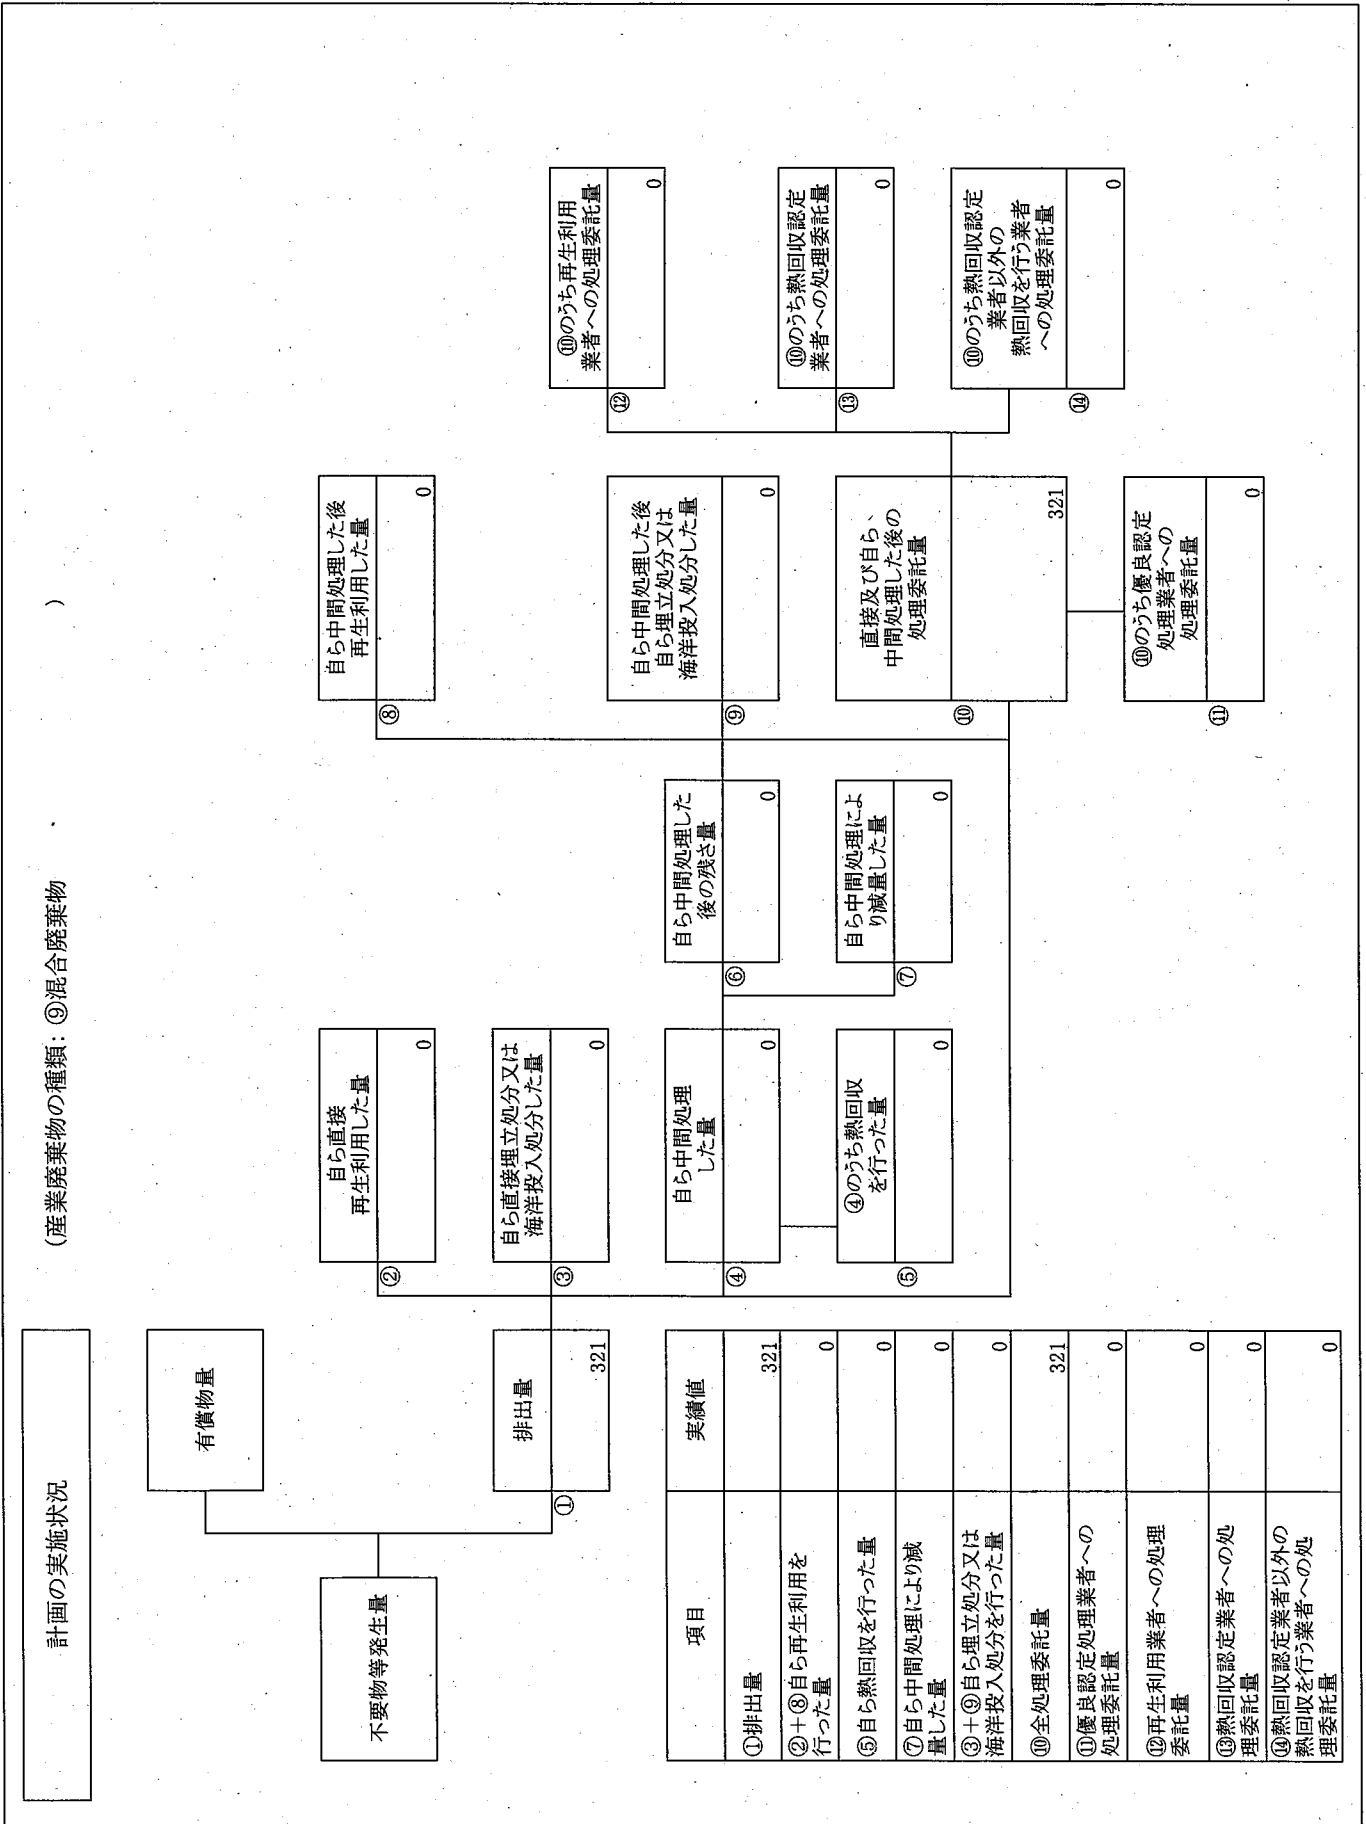 計画の実施状況
(産業廃棄物の種類: ⑨混合廃棄物 )
不要物等発生量
有償物量
①
排出量
321
②
自ら直接
再生利用した量
0
③
自ら直接埋立処分又は
海洋投入処分した量
0
④
自ら中間処理
した量
0
⑤
④のうち熱回収
を行った量
0
⑥
自ら中間処理した
後の残さ量
0
⑦
自ら中間処理によ
り減量した量
0
⑧
自ら中間処理した後
再生利用した量
0
⑨
自ら中間処理した後
自ら埋立処分又は
海洋投入処分した量
0
⑩
直接及び自ら、
中間処理した後の
処理委託量
321
⑪
⑩のうち優良認定
処理業者への
処理委託量
0
⑫
⑩のうち再生利用
業者への処理委託量
0
⑬
⑩のうち熱回収認定
業者への処理委託量
0
⑭
⑩のうち熱回収認定
業者以外の
熱回収を行う業者
への処理委託量
0
項目 実績値
①排出量 321
②+⑧自ら再生利用を
行った量 0
⑤自ら熱回収を行った量 0
⑦自ら中間処理により減
量した量 0
③+⑨自ら埋立処分又は
海洋投入処分を行った量 0
⑩全処理委託量 321
⑪優良認定処理業者への
処理委託量 0
⑫再生利用業者への処理
委託量 0
⑬熱回収認定業者への処
理委託量 0
⑭熱回収認定業者以外の
熱回収を行う業者への処
理委託量 0